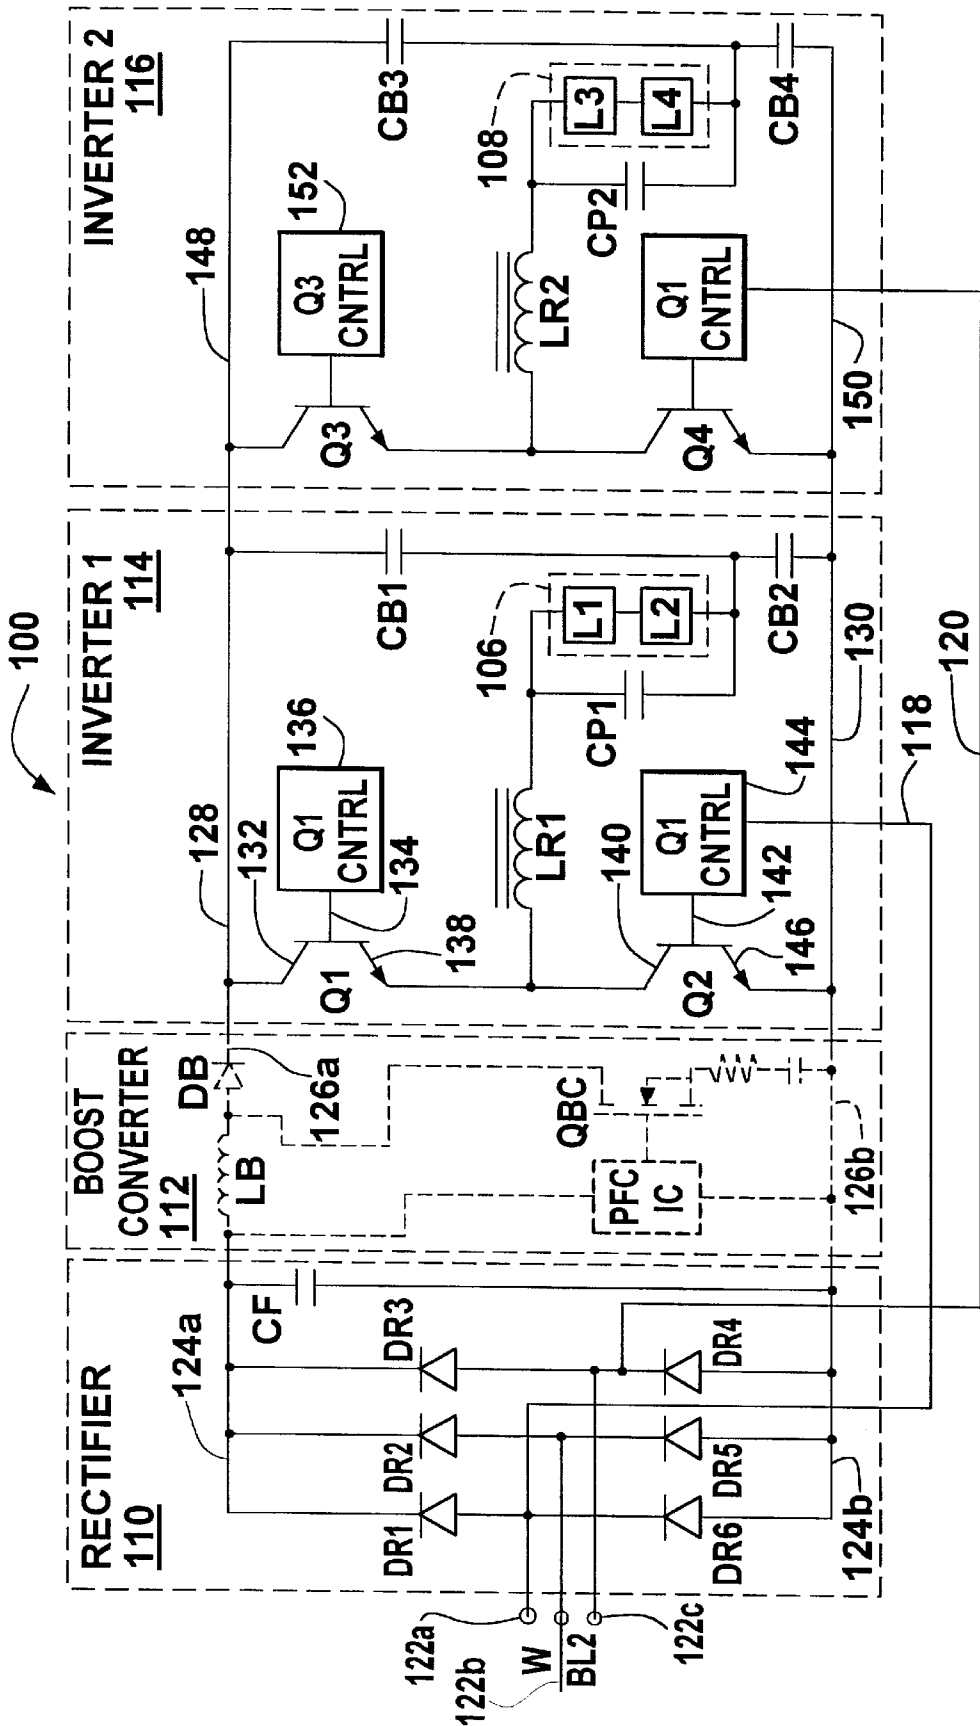 100
RECTIFIER
110
BOOST
CONVERTER
112
INVERTER 1
114
INVERTER 2
116
124a
LB
DB
126a
128
148
CF
132
Q1
Q1
CNTRL
136
134
138
CB1
Q3
Q3
CNTRL
152
CB3
DR1
DR2
DR3
122a
122b
W
BL2
122c
DR6
DR5
DR4
124b
QBC
PFC
IC
126b
LR1
106
L1
L2
CP1
CB2
140
Q2
Q1
CNTRL
142
144
146
130
LR2
108
L3
L4
CP2
CB4
Q4
Q1
CNTRL
150
118
120